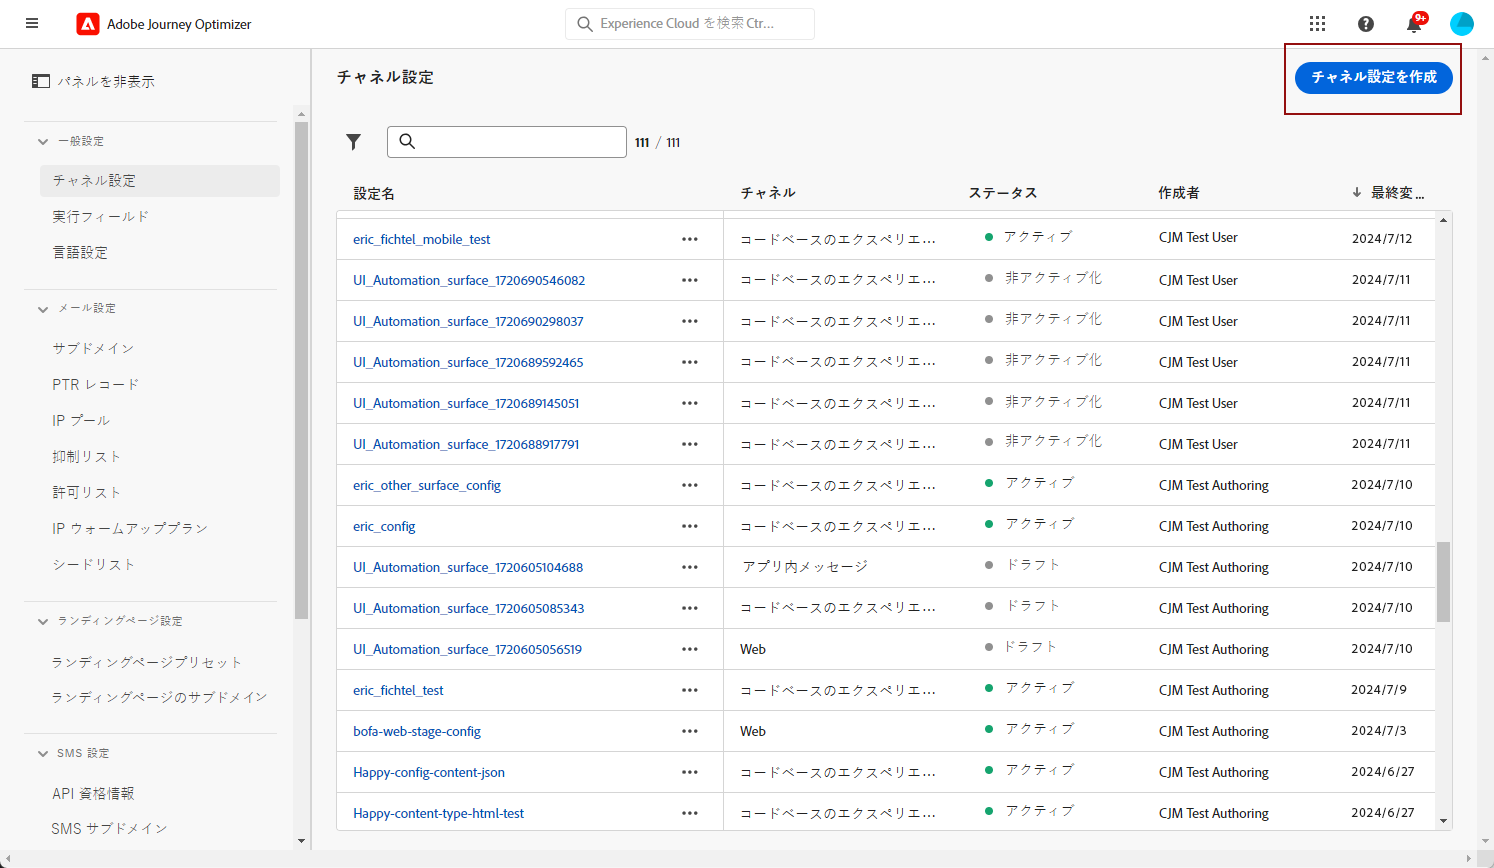 Adobe Journey Optimizer
Experience Cloud を検索 Ctr...
9+
パネルを非表示
一般設定
チャネル設定
実行フィールド
言語設定
メール設定
サブドメイン
PTR レコード
IP プール
抑制リスト
許可リスト
IP ウォームアッププラン
シードリスト
ランディングページ設定
ランディングページプリセット
ランディングページのサブドメイン
SMS 設定
API 資格情報
SMS サブドメイン
チャネル設定
チャネル設定を作成
111 / 111
設定名 チャネル ステータス 作成者 最終変...
eric_fichtel_mobile_test コードベースのエクスペリエ... アクティブ CJM Test User 2024/7/12
UI_Automation_surface_1720690546082 コードベースのエクスペリエ... 非アクティブ化 CJM Test User 2024/7/11
UI_Automation_surface_1720690298037 コードベースのエクスペリエ... 非アクティブ化 CJM Test User 2024/7/11
UI_Automation_surface_1720689592465 コードベースのエクスペリエ... 非アクティブ化 CJM Test User 2024/7/11
UI_Automation_surface_1720689145051 コードベースのエクスペリエ... 非アクティブ化 CJM Test User 2024/7/11
UI_Automation_surface_1720688917791 コードベースのエクスペリエ... 非アクティブ化 CJM Test User 2024/7/11
eric_other_surface_config コードベースのエクスペリエ... アクティブ CJM Test Authoring 2024/7/10
eric_config コードベースのエクスペリエ... アクティブ CJM Test Authoring 2024/7/10
UI_Automation_surface_1720605104688 アプリ内メッセージ ドラフト CJM Test Authoring 2024/7/10
UI_Automation_surface_1720605085343 コードベースのエクスペリエ... ドラフト CJM Test Authoring 2024/7/10
UI_Automation_surface_1720605056519 Web ドラフト CJM Test Authoring 2024/7/10
eric_fichtel_test コードベースのエクスペリエ... アクティブ CJM Test Authoring 2024/7/9
bofa-web-stage-config Web アクティブ CJM Test Authoring 2024/7/3
Happy-config-content-json コードベースのエクスペリエ... アクティブ CJM Test Authoring 2024/6/27
Happy-content-type-html-test コードベースのエクスペリエ... アクティブ CJM Test Authoring 2024/6/27